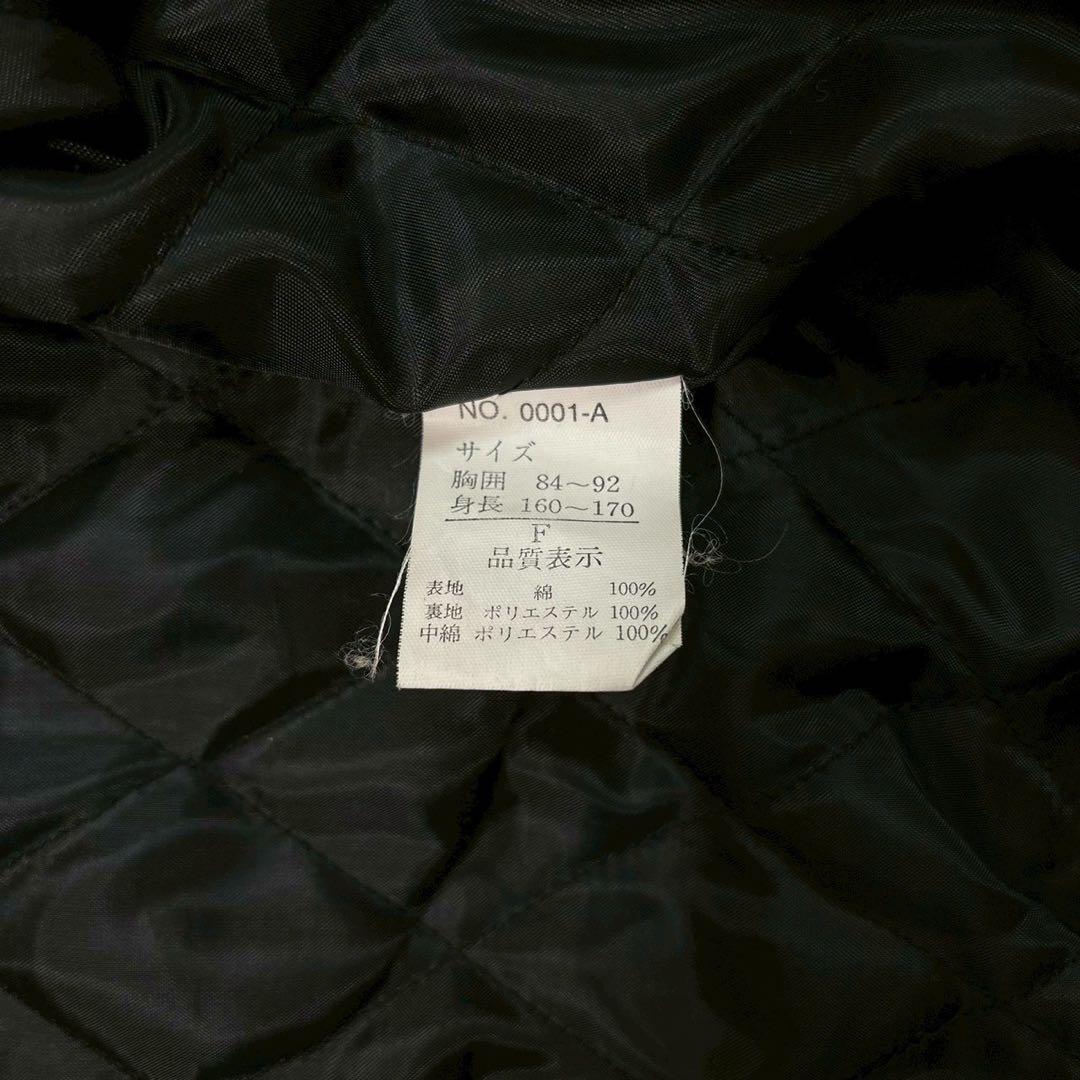 NO. 0001-A
サイズ
胸囲 84～92
身長 160～170
F
品質表示
表地 綿 100%
裏地 ポリエステル 100%
中綿 ポリエステル 100%